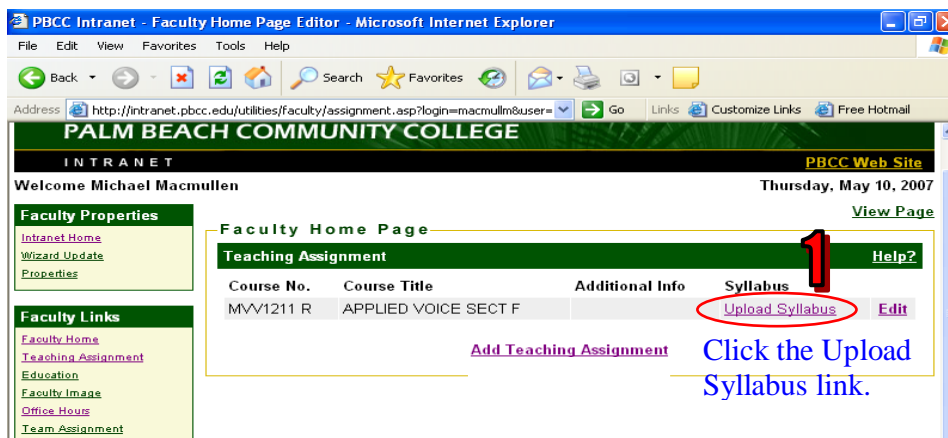 PBCC Intranet - Faculty Home Page Editor - Microsoft Internet Explorer
File Edit View Favorites Tools Help
Back Search Favorites
Address http://intranet.pbcc.edu/utilities/faculty/assignment.asp?login=macmullm&user= Go Links Customize Links Free Hotmail
PALM BEACH COMMUNITY COLLEGE
INTRANET PBCC Web Site
Welcome Michael Macmullen Thursday, May 10, 2007
View Page
Faculty Properties
Intranet Home
Wizard Update
Properties
Faculty Links
Faculty Home
Teaching Assignment
Education
Faculty Image
Office Hours
Team Assignment
Faculty Home Page
1
Teaching Assignment Help?
Course No. Course Title Additional Info Syllabus
MVV1211 R APPLIED VOICE SECT F Upload Syllabus Edit
Add Teaching Assignment
Click the Upload
Syllabus link.